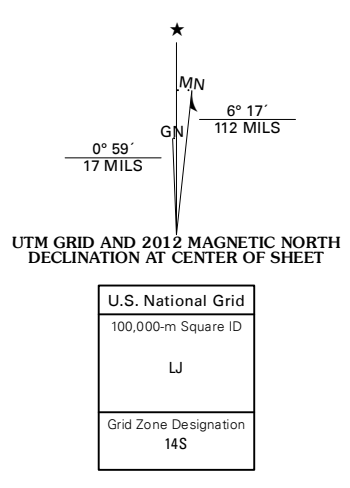 ★
MN
GN
6° 17´
112 MILS
0° 59´
17 MILS
UTM GRID AND 2012 MAGNETIC NORTH
DECLINATION AT CENTER OF SHEET
U.S. National Grid
100,000-m Square ID
LJ
Grid Zone Designation
14S